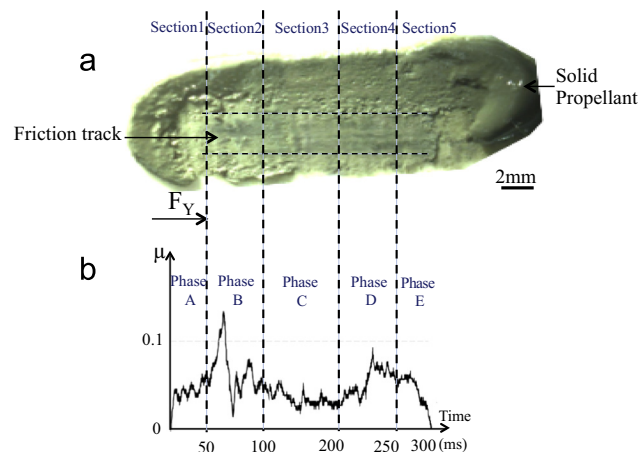 Section1 Section2 Section3 Section4 Section5
a
Solid
Propellant
Friction track
2mm
F_Y
μ
b
Phase Phase Phase Phase Phase
A B C D E
0.1
Time
0
50 100 200 250 300 (ms)